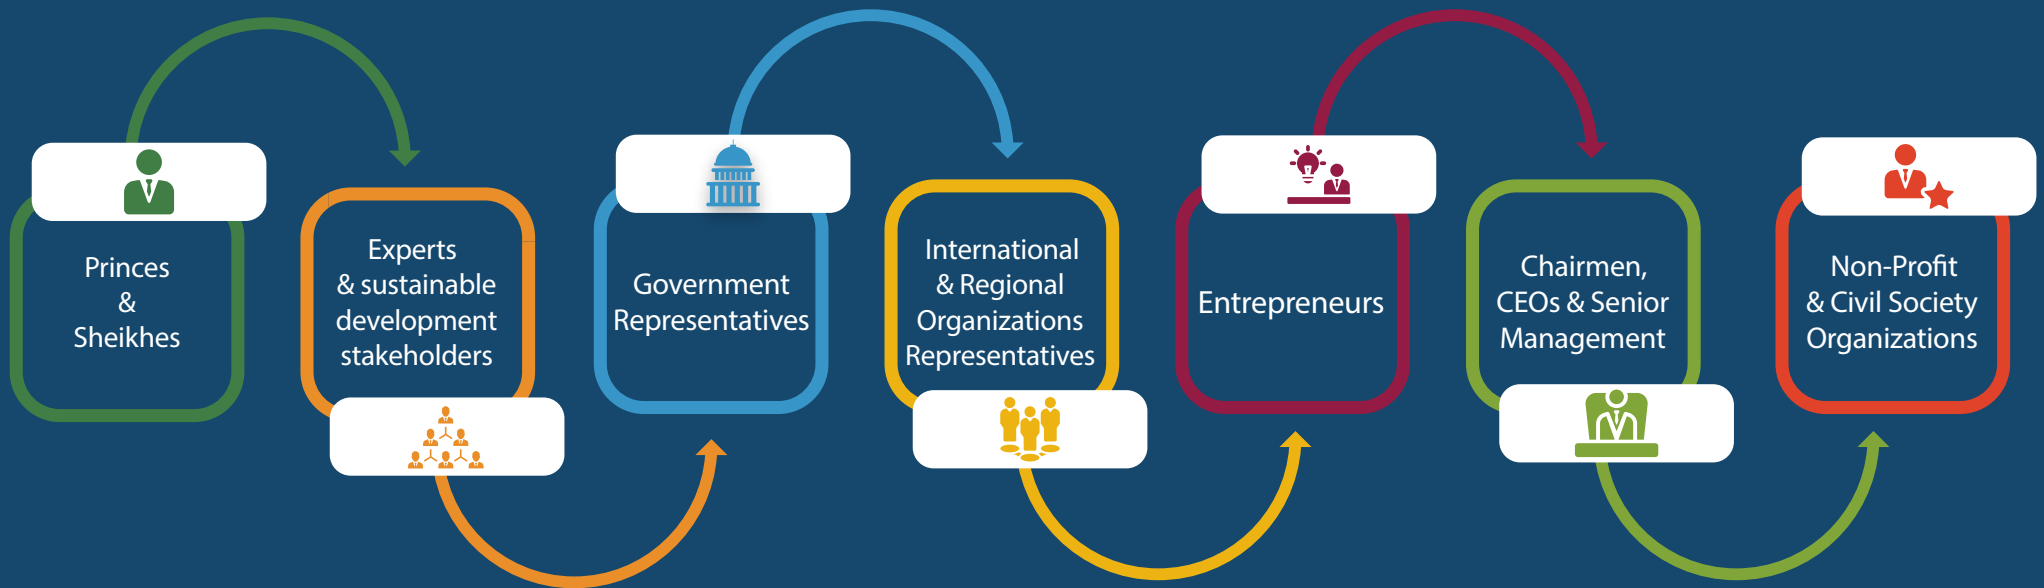 Princes
&
Sheikhes
Experts
& sustainable
development
stakeholders
Government
Representatives
International
& Regional
Organizations
Representatives
Entrepreneurs
Chairmen,
CEOs & Senior
Management
Non-Profit
& Civil Society
Organizations